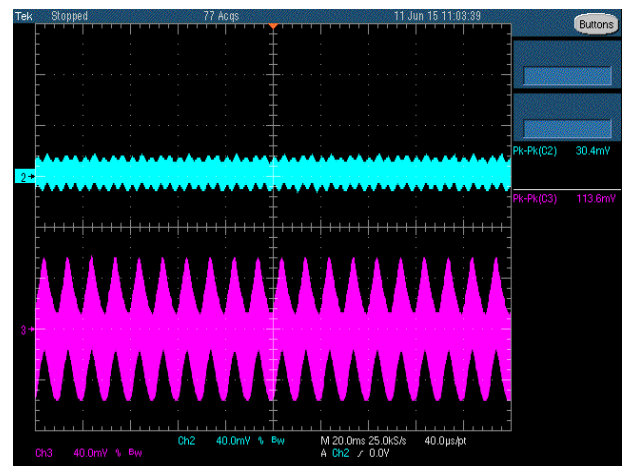 Tek Stopped 77 Acqs 11 Jun 15 11:03:39
Buttons
Pk-Pk(C2) 30.4mV
2
Pk-Pk(C3) 113.6mV
3
Ch2 40.0mV % Bw M 20.0ms 25.0kS/s 40.0µs/pt
Ch3 40.0mV % Bw A Ch2 ∕ 0.0V